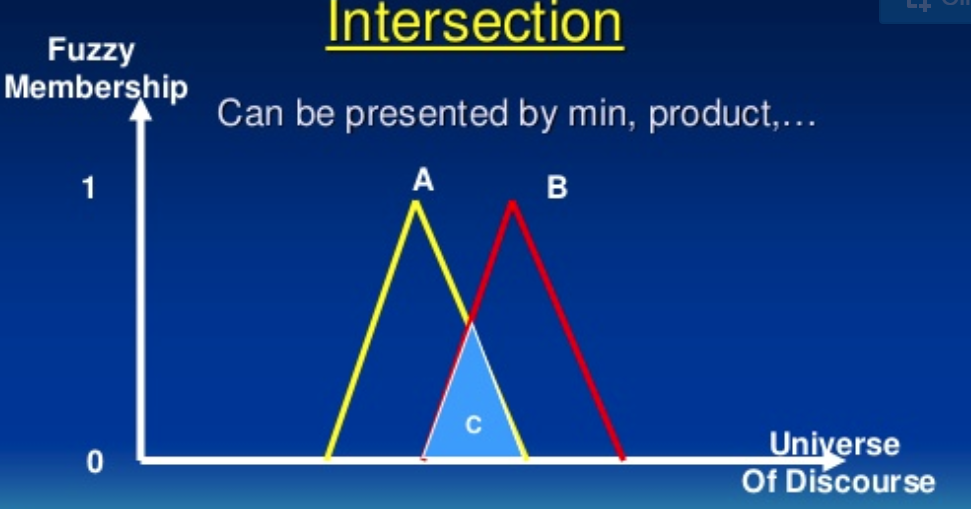 Intersection
Fuzzy
Membership
Can be presented by min, product,...
A
B
1
C
0
Universe
Of Discourse